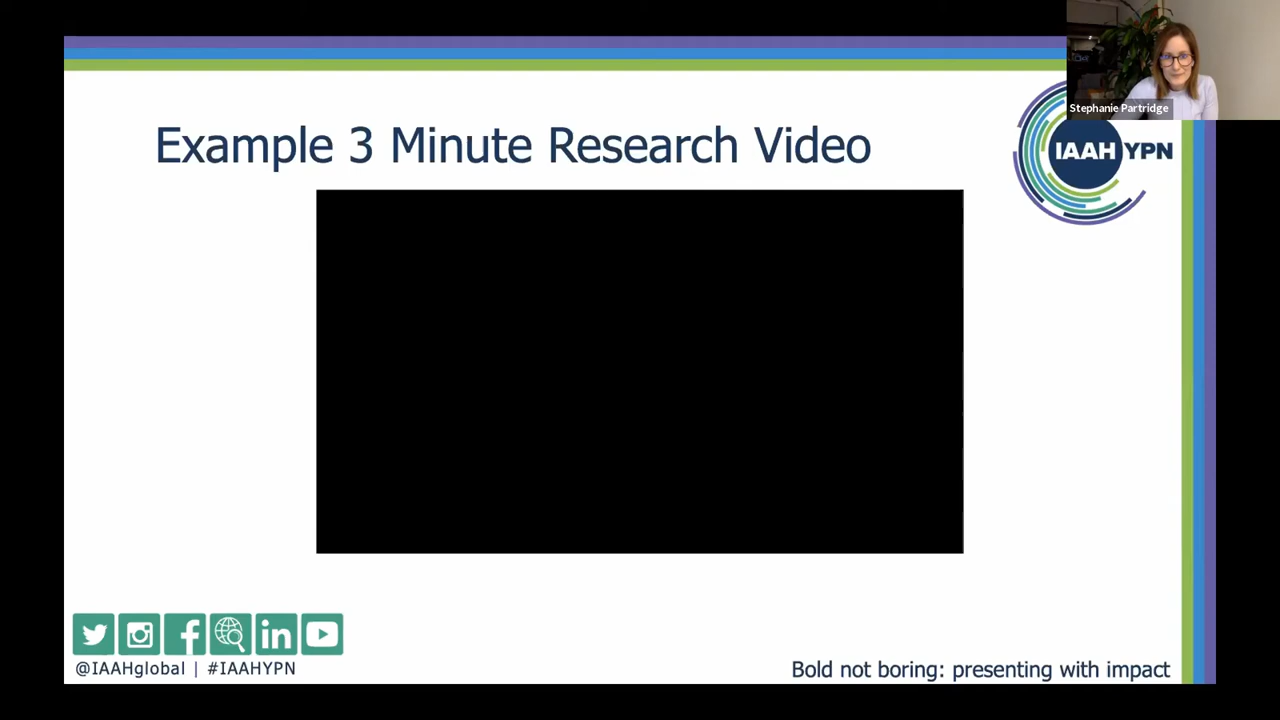 Stephanie Partridge
IAAH YPN
Example 3 Minute Research Video
@IAAHglobal | #IAAHYPN
Bold not boring: presenting with impact